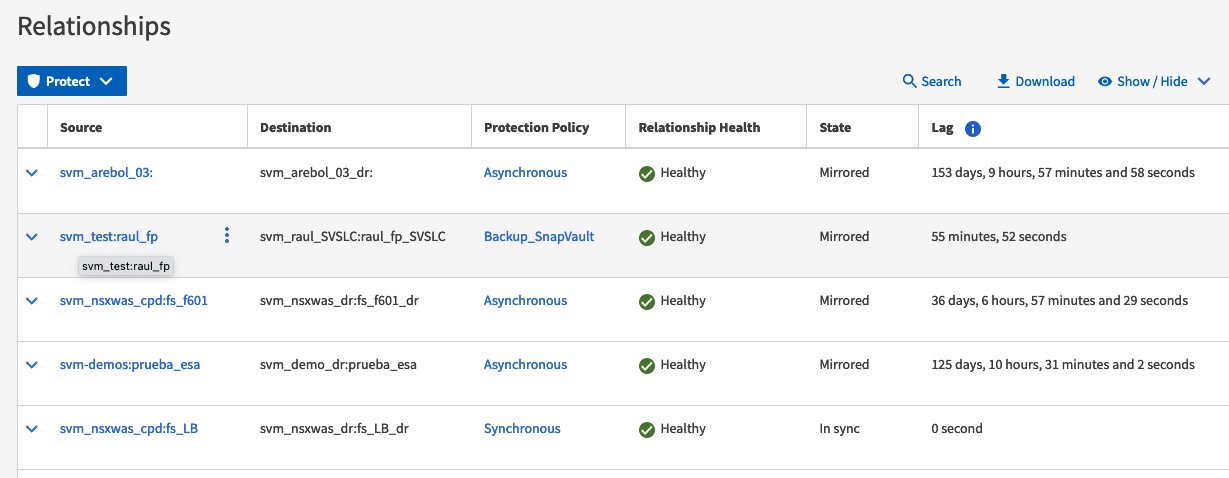 Relationships
Protect Search Download Show / Hide
Source Destination Protection Policy Relationship Health State Lag i
svm_arebol_03: svm_arebol_03_dr: Asynchronous Healthy Mirrored 153 days, 9 hours, 57 minutes and 58 seconds
svm_test:raul_fp svm_raul_SVSLC:raul_fp_SVSLC Backup_SnapVault Healthy Mirrored 55 minutes, 52 seconds
svm_test:raul_fp
svm_nsxwas_cpd:fs_f601 svm_nsxwas_dr:fs_f601_dr Asynchronous Healthy Mirrored 36 days, 6 hours, 57 minutes and 29 seconds
svm-demos:prueba_esa svm_demo_dr:prueba_esa Asynchronous Healthy Mirrored 125 days, 10 hours, 31 minutes and 2 seconds
svm_nsxwas_cpd:fs_LB svm_nsxwas_dr:fs_LB_dr Synchronous Healthy In sync 0 second